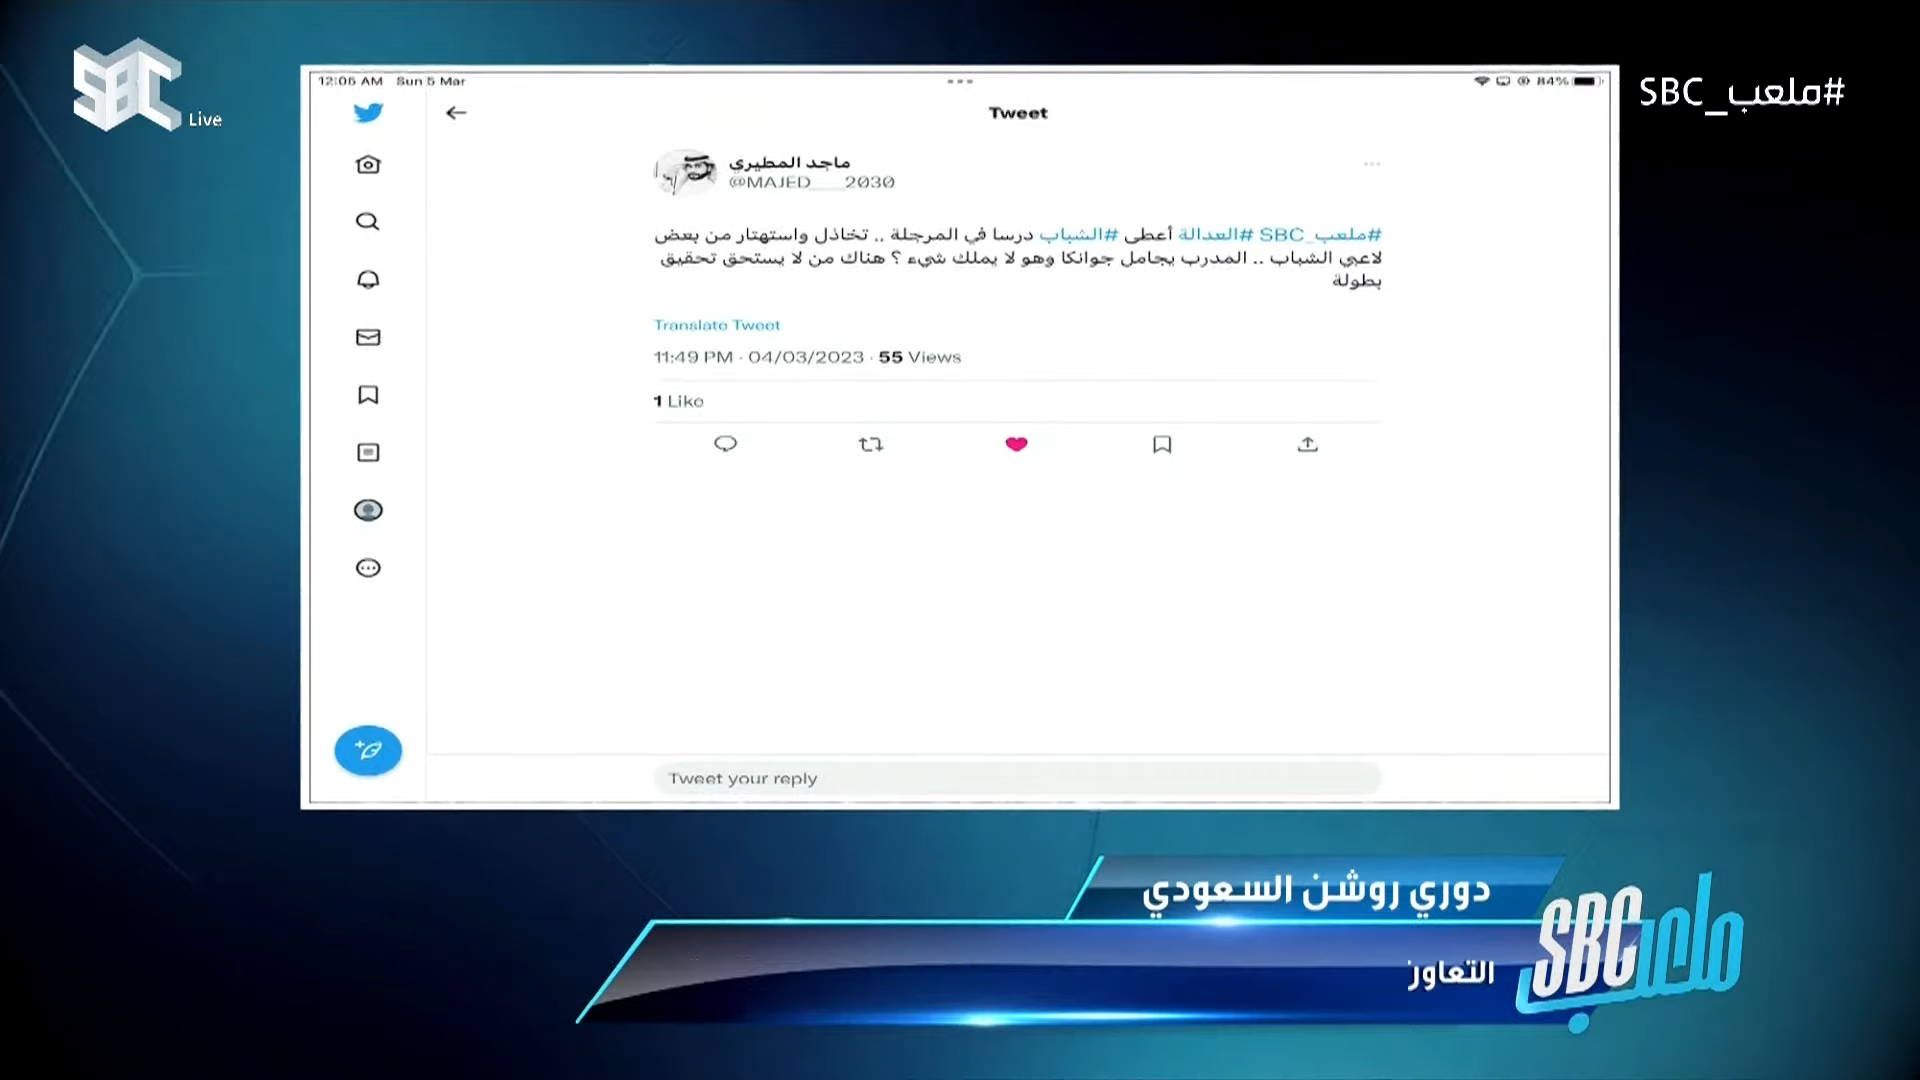 SBC Live
#ملعب_SBC
12:06 AM Sun 5 Mar
84%
Tweet
ماجد المطيري
@MAJED___2030
#ملعب_SBC #العدالة أعطى #الشباب درسا في المرجلة .. تخاذل واستهتار من بعض
لاعبي الشباب .. المدرب يجامل جوانكا وهو لا يملك شيء ؟ هناك من لا يستحق تحقيق
بطولة
Translate Tweet
11:49 PM · 04/03/2023 · 55 Views
1 Like
Tweet your reply
دوري روشن السعودي
التعاور
ملعب SBC